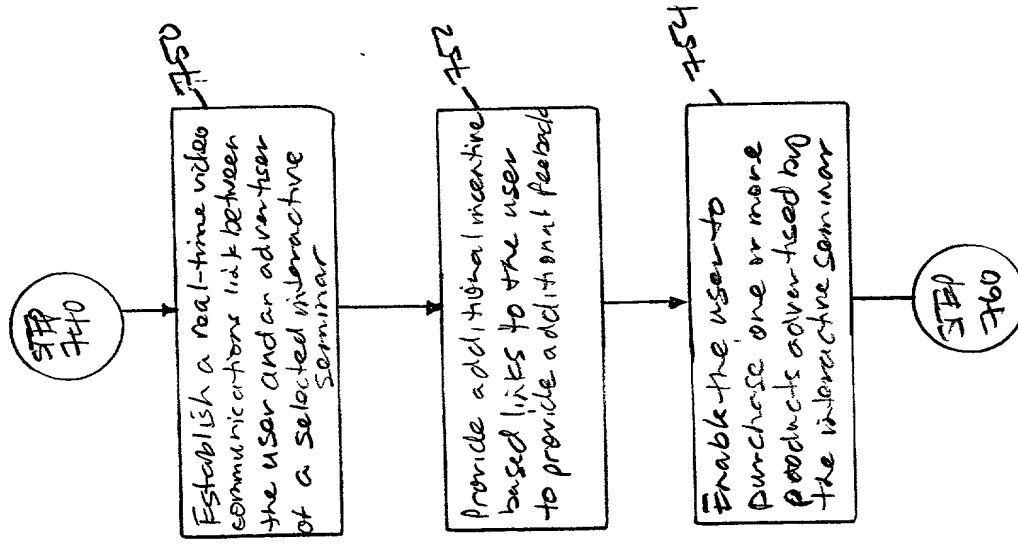 STEP
740
750
Establish a real-time video
communications link between
the user and an advertiser
of a selected interactive
seminar
752
Provide additional incentive
based links to the user
to provide additional feedback
754
Enable the user to
purchase one or more
products advertised by
the interactive seminar
STEP
760